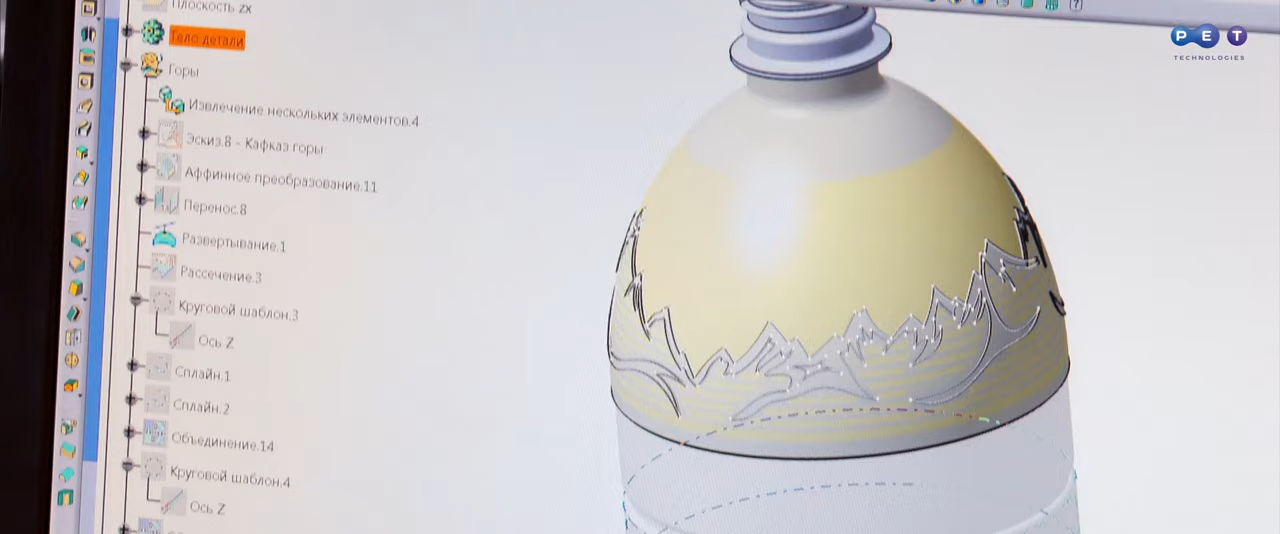 Плоскость zx
Тело детали
Горы
Извлечение нескольких элементов.4
Эскиз.8 - Кафказ горы
Аффинное преобразование.11
Перенос.8
Развертывание.1
Рассечение.3
Круговой шаблон.3
Ось Z
Сплайн.1
Сплайн.2
Объединение.14
Круговой шаблон.4
Ось Z
PET
TECHNOLOGIES